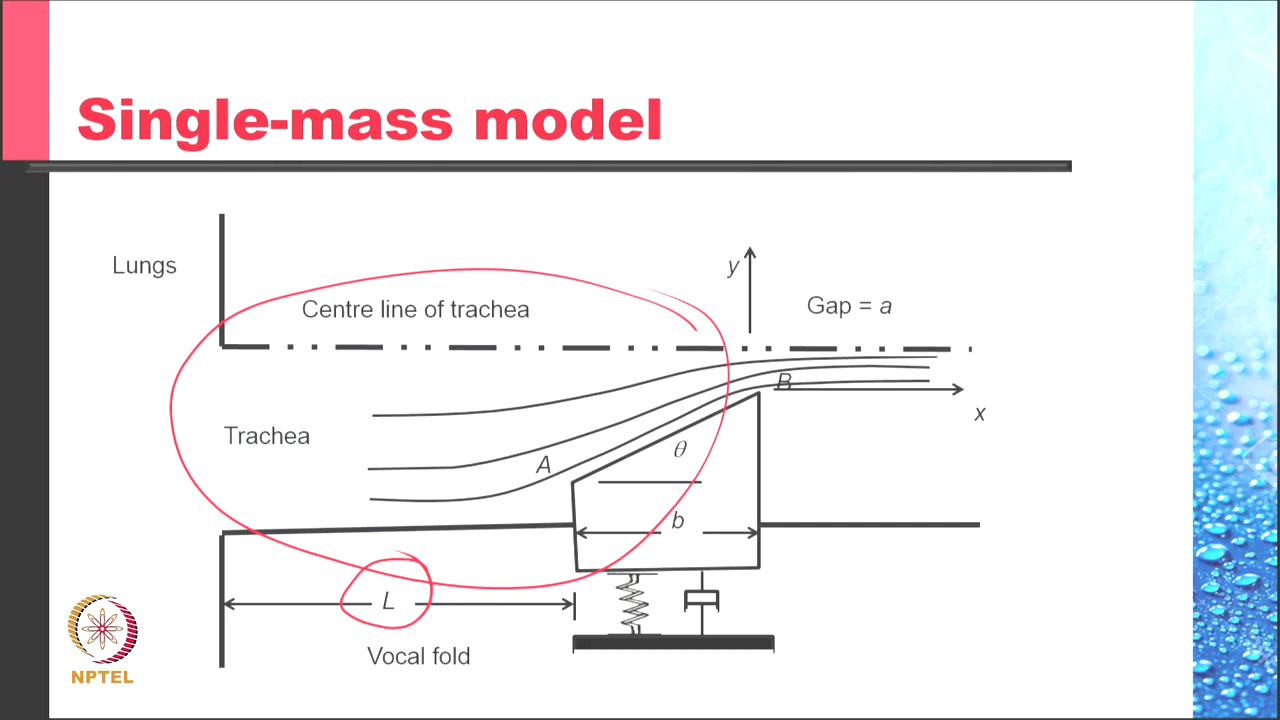 Single-mass model
Lungs
y
Gap = a
Centre line of trachea
B
x
Trachea
A
θ
b
L
Vocal fold
NPTEL